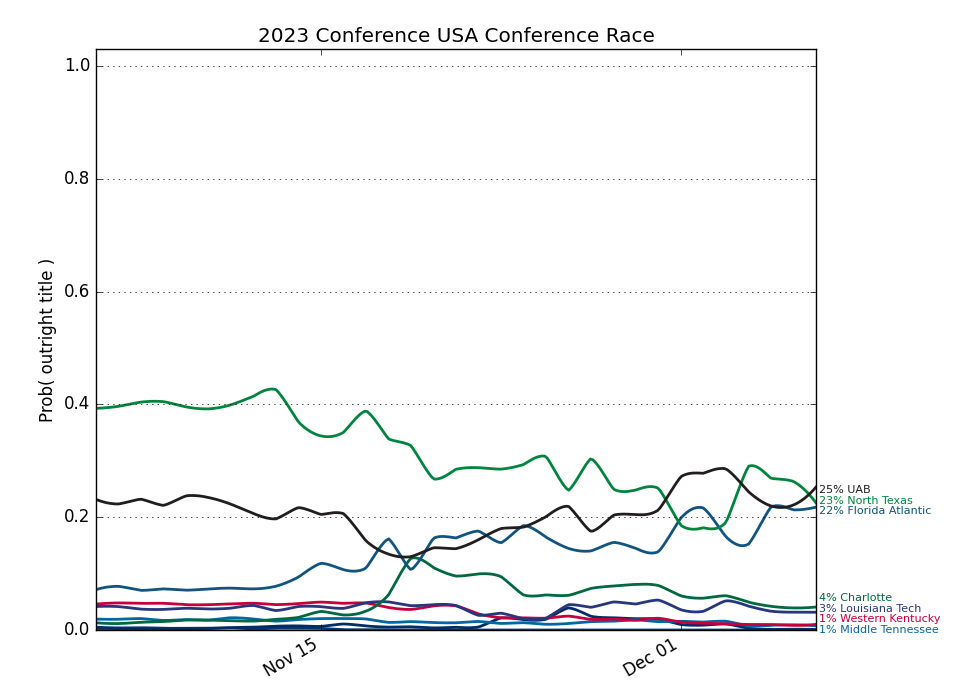 2023 Conference USA Conference Race
Prob( outright title )
1.0
0.8
0.6
0.4
0.2
0.0
Nov 15
Dec 01
25% UAB
23% North Texas
22% Florida Atlantic
4% Charlotte
3% Louisiana Tech
1% Western Kentucky
1% Middle Tennessee